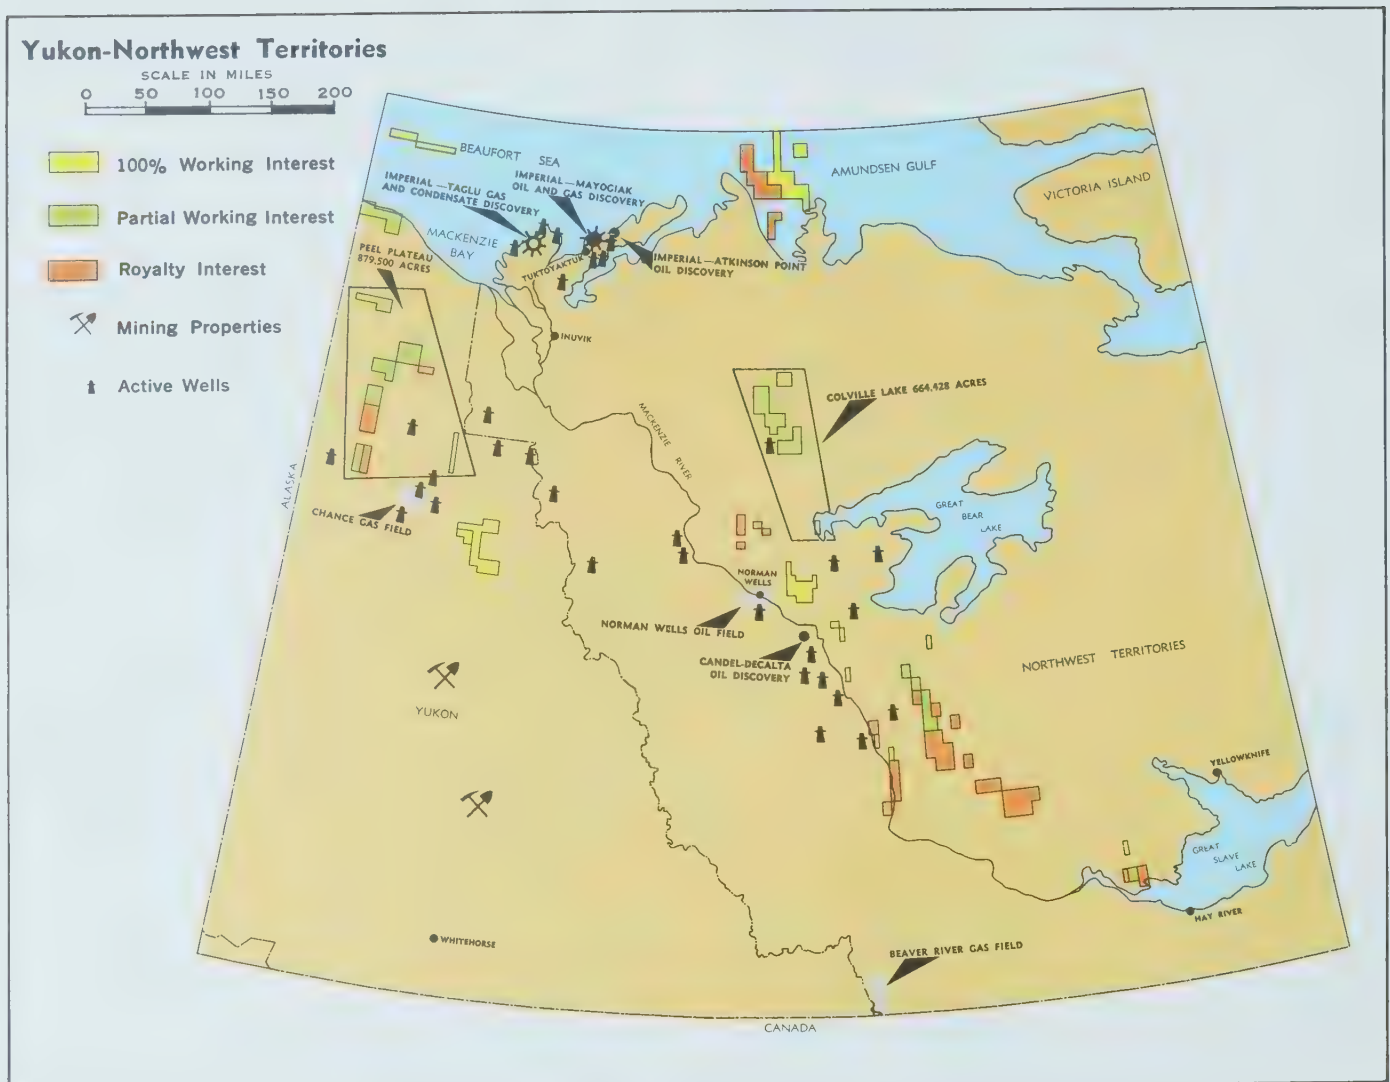 Yukon-Northwest Territories
SCALE IN MILES
0 50 100 150 200
100% Working Interest
Partial Working Interest
Royalty Interest
Mining Properties
Active Wells
BEAUFORT SEA
AMUNDSEN GULF
VICTORIA ISLAND
IMPERIAL—TAGLU GAS
AND CONDENSATE DISCOVERY
IMPERIAL—MAYOGIAK
OIL AND GAS DISCOVERY
MACKENZIE
BAY
PEEL PLATEAU
879,500 ACRES
TUKTOYAKTUK
IMPERIAL—ATKINSON POINT
OIL DISCOVERY
INUVIK
COLVILLE LAKE 664,428 ACRES
MACKENZIE RIVER
ALASKA
CHANCE GAS FIELD
GREAT
BEAR
LAKE
NORMAN
WELLS
NORMAN WELLS OIL FIELD
CANDEL-DECALTA
OIL DISCOVERY
NORTHWEST TERRITORIES
YUKON
YELLOWKNIFE
GREAT
SLAVE
LAKE
HAY RIVER
WHITEHORSE
BEAVER RIVER GAS FIELD
CANADA